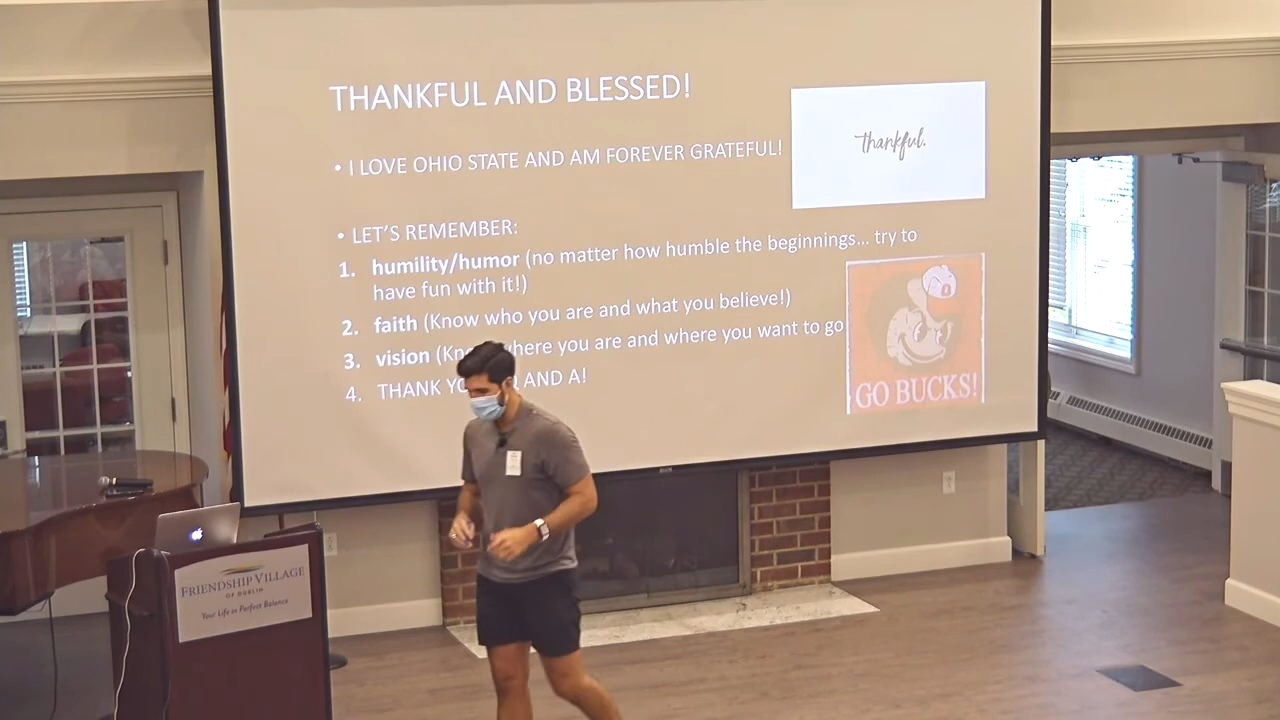 THANKFUL AND BLESSED!
thankful.
• I LOVE OHIO STATE AND AM FOREVER GRATEFUL!
• LET'S REMEMBER:
1. humility/humor (no matter how humble the beginnings... try to
have fun with it!)
2. faith (Know who you are and what you believe!)
3. vision (Kno here you are and where you want to go
4. THANK YO AND A!
GO BUCKS!
FRIENDSHIP VILLAGE
OF DUBLIN
Your Life in Perfect Balance